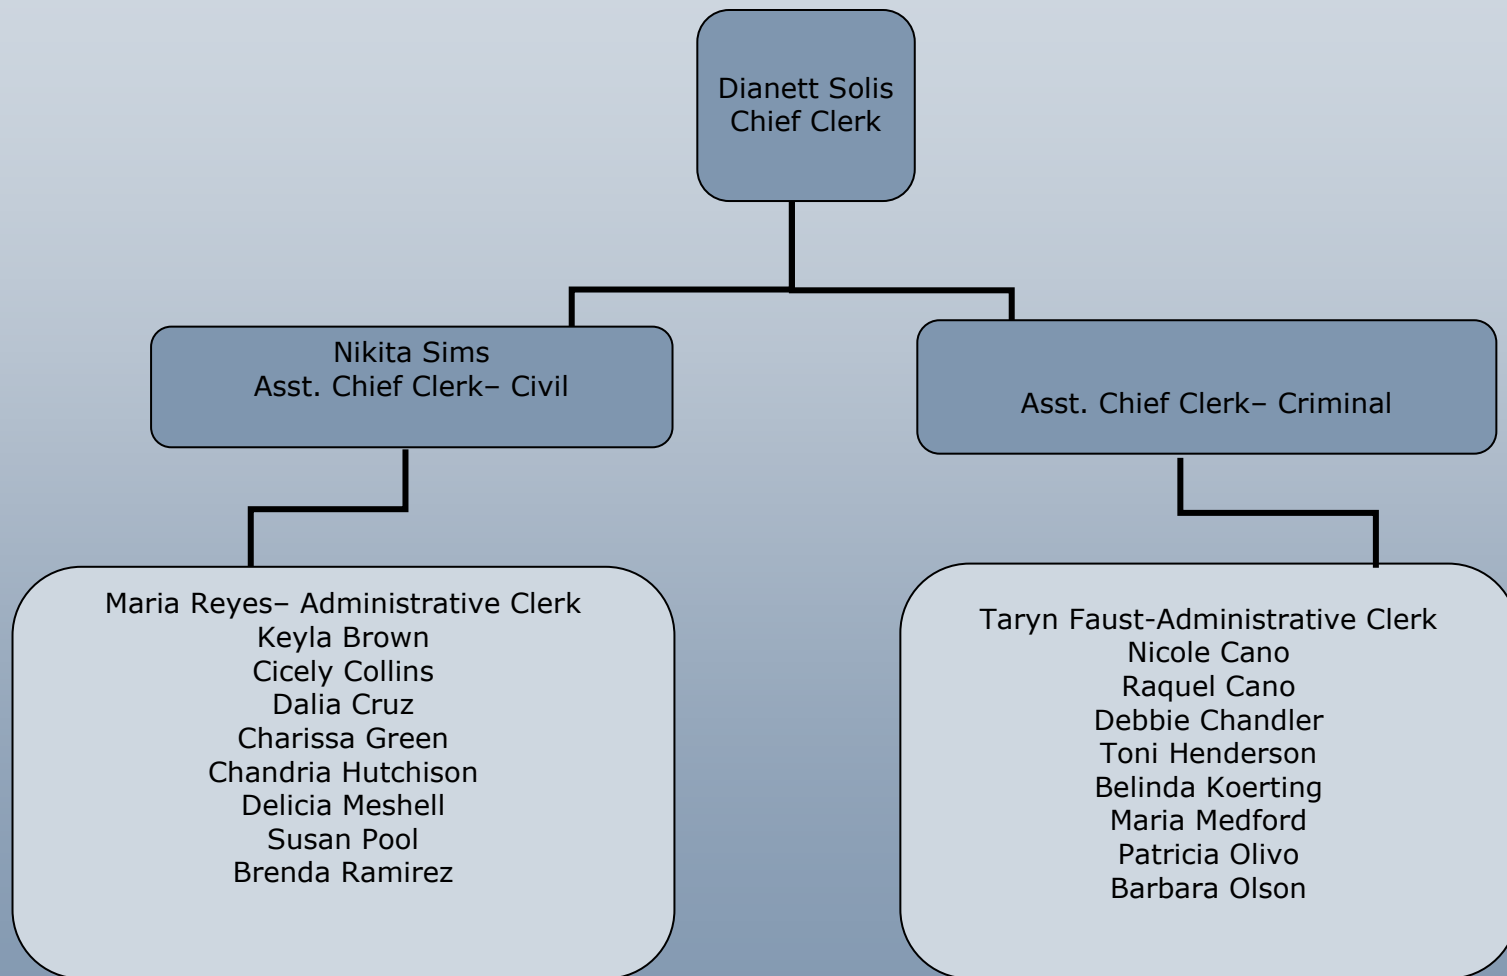 Dianett Solis
Chief Clerk
Nikita Sims
Asst. Chief Clerk– Civil
Asst. Chief Clerk– Criminal
Maria Reyes– Administrative Clerk
Keyla Brown
Cicely Collins
Dalia Cruz
Charissa Green
Chandria Hutchison
Delicia Meshell
Susan Pool
Brenda Ramirez
Taryn Faust-Administrative Clerk
Nicole Cano
Raquel Cano
Debbie Chandler
Toni Henderson
Belinda Koerting
Maria Medford
Patricia Olivo
Barbara Olson